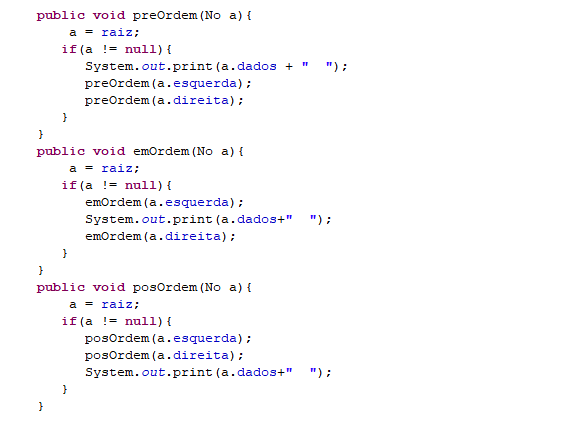 public void preOrdem(No a){
a = raiz;
if(a != null){
System.out.print(a.dados + "  ");
preOrdem(a.esquerda);
preOrdem(a.direita);
}
}
public void emOrdem(No a){
a = raiz;
if(a != null){
emOrdem(a.esquerda);
System.out.print(a.dados+"  ");
emOrdem(a.direita);
}
}
public void posOrdem(No a){
a = raiz;
if(a != null){
posOrdem(a.esquerda);
posOrdem(a.direita);
System.out.print(a.dados+"  ");
}
}